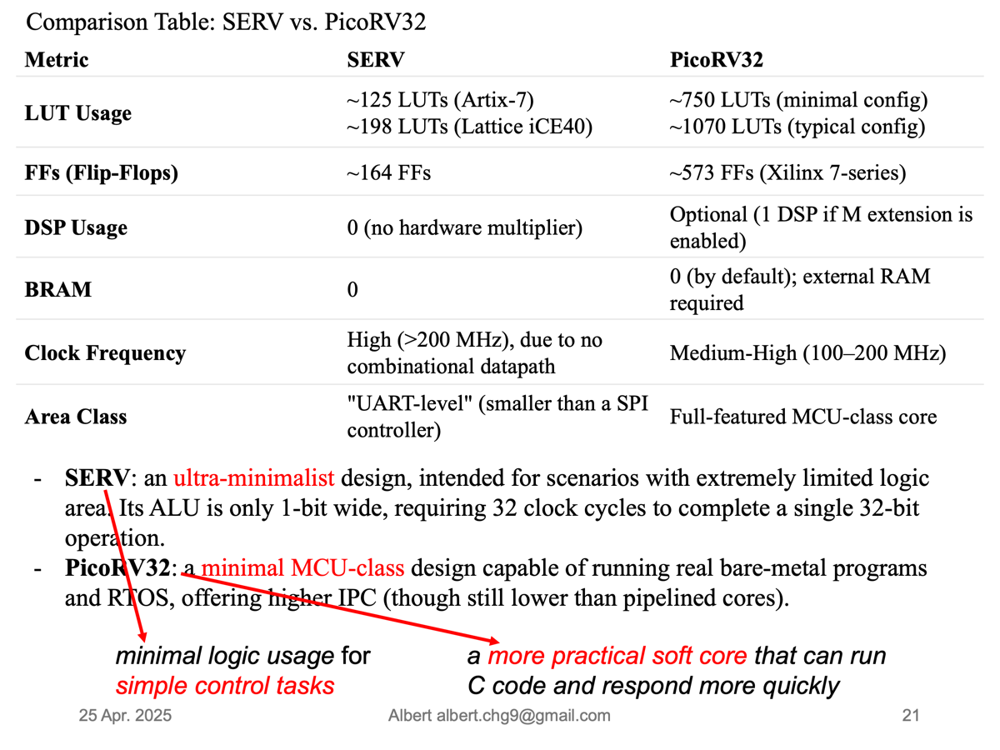 Comparison Table: SERV vs. PicoRV32
Metric SERV PicoRV32
LUT Usage
~125 LUTs (Artix-7)
~198 LUTs (Lattice iCE40)
~750 LUTs (minimal config)
~1070 LUTs (typical config)
FFs (Flip-Flops) ~164 FFs ~573 FFs (Xilinx 7-series)
DSP Usage 0 (no hardware multiplier)
Optional (1 DSP if M extension is
enabled)
BRAM 0
0 (by default); external RAM
required
Clock Frequency
High (>200 MHz), due to no
combinational datapath
Medium-High (100–200 MHz)
Area Class
"UART-level" (smaller than a SPI
controller)
Full-featured MCU-class core
- SERV: an ultra-minimalist design, intended for scenarios with extremely limited logic
area. Its ALU is only 1-bit wide, requiring 32 clock cycles to complete a single 32-bit
operation.
- PicoRV32: a minimal MCU-class design capable of running real bare-metal programs
and RTOS, offering higher IPC (though still lower than pipelined cores).
minimal logic usage for
simple control tasks
a more practical soft core that can run
C code and respond more quickly
25 Apr. 2025 Albert albert.chg9@gmail.com 21